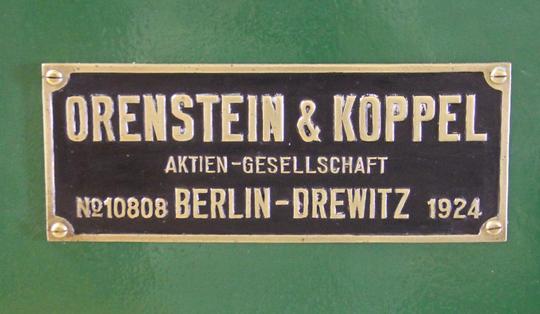 ORENSTEIN & KOPPEL
AKTIEN-GESELLSCHAFT
№10808 BERLIN-DREWITZ 1924